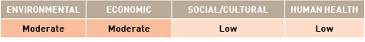 ENVIRONMENTAL ECONOMIC SOCIAL/CULTURAL HUMAN HEALTH
Moderate Moderate Low Low